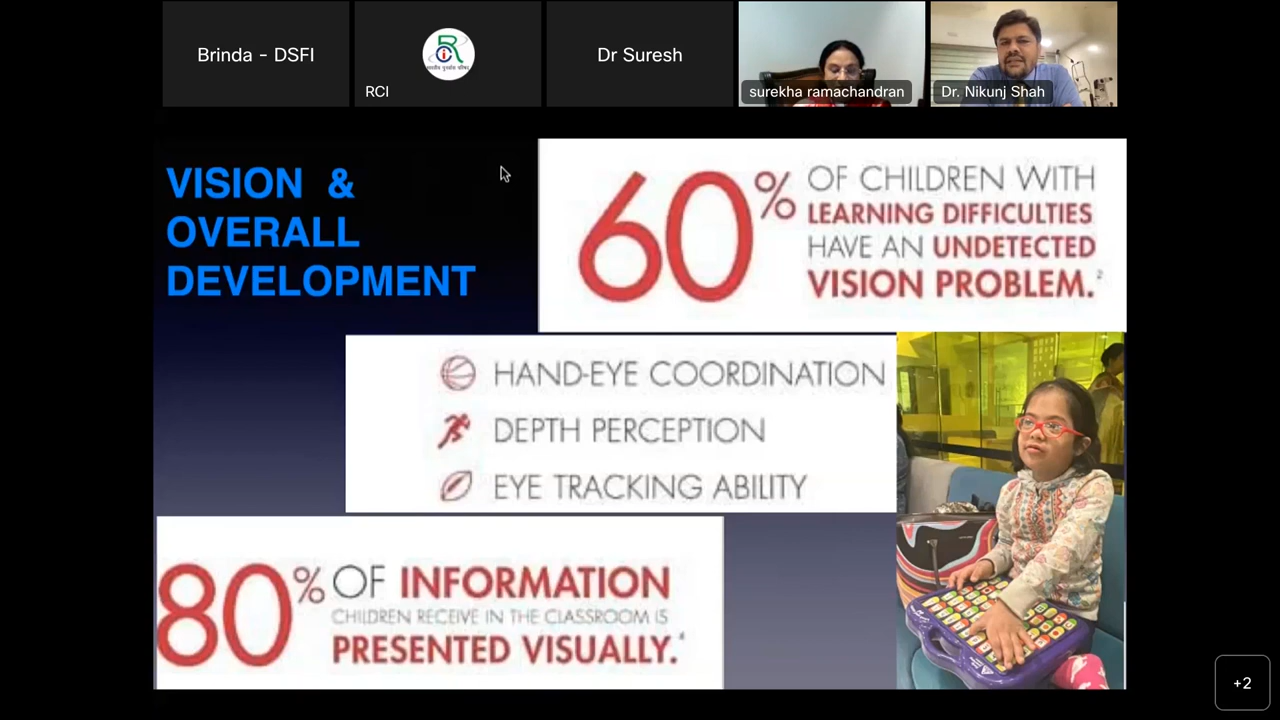 Brinda - DSFI
RCI
Dr Suresh
surekha ramachandran
Dr. Nikunj Shah
VISION &
OVERALL
DEVELOPMENT
60% OF CHILDREN WITH
LEARNING DIFFICULTIES
HAVE AN UNDETECTED
VISION PROBLEM.²
HAND-EYE COORDINATION
DEPTH PERCEPTION
EYE TRACKING ABILITY
80% OF INFORMATION
CHILDREN RECEIVE IN THE CLASSROOM IS
PRESENTED VISUALLY.⁴
+2